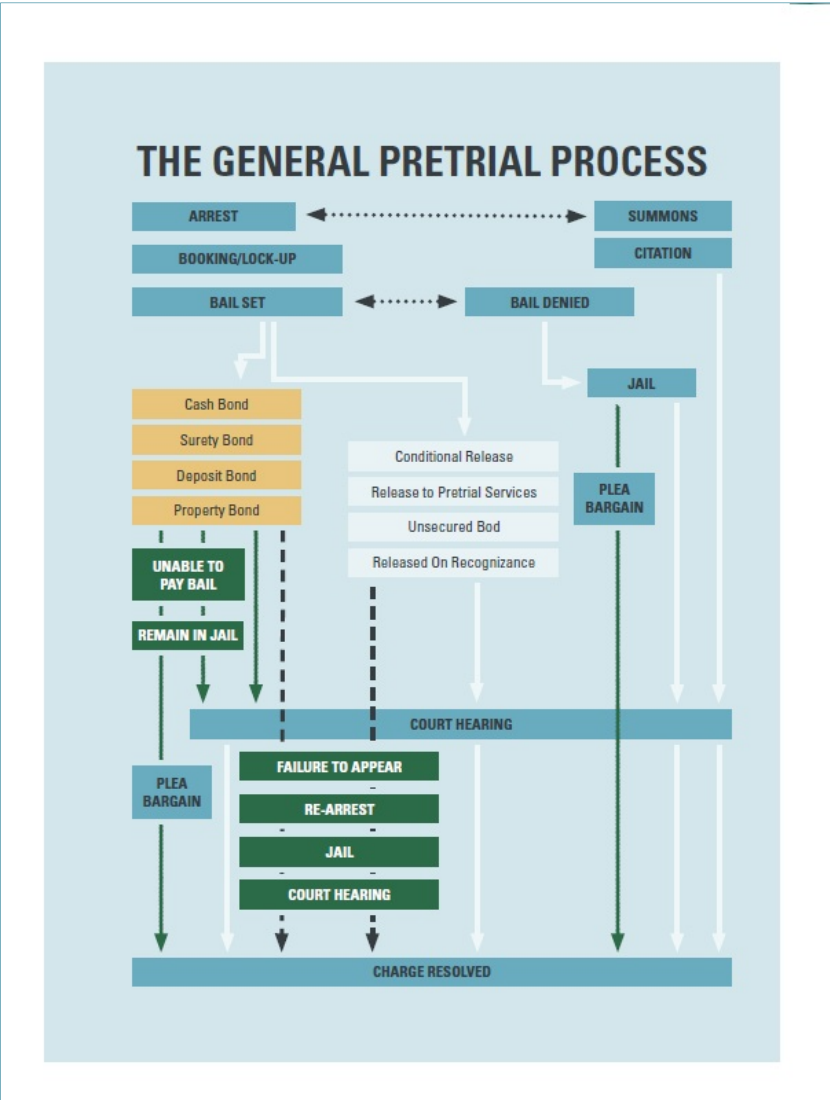 THE GENERAL PRETRIAL PROCESS
ARREST
SUMMONS
BOOKING/LOCK-UP
CITATION
BAIL SET
BAIL DENIED
JAIL
Cash Bond
Surety Bond
Deposit Bond
Property Bond
Conditional Release
Release to Pretrial Services
Unsecured Bod
Released On Recognizance
PLEA
BARGAIN
UNABLE TO
PAY BAIL
REMAIN IN JAIL
COURT HEARING
PLEA
BARGAIN
FAILURE TO APPEAR
RE-ARREST
JAIL
COURT HEARING
CHARGE RESOLVED